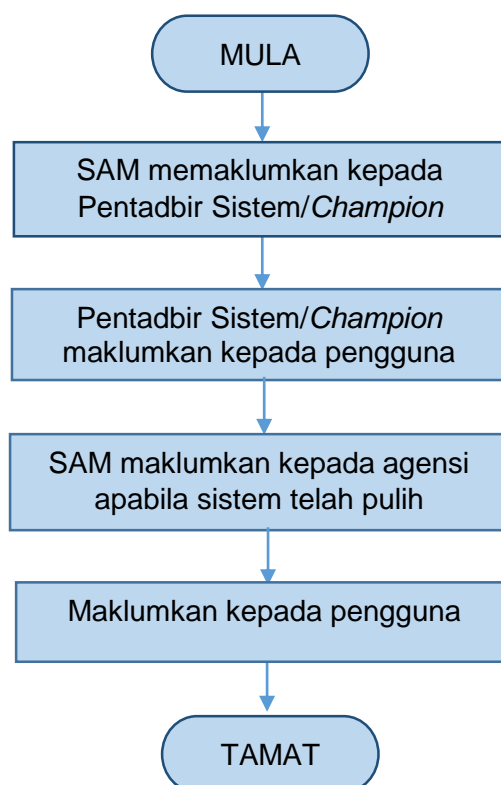 MULA
SAM memaklumkan kepada
Pentadbir Sistem/Champion
Pentadbir Sistem/Champion
maklumkan kepada pengguna
SAM maklumkan kepada agensi
apabila sistem telah pulih
Maklumkan kepada pengguna
TAMAT